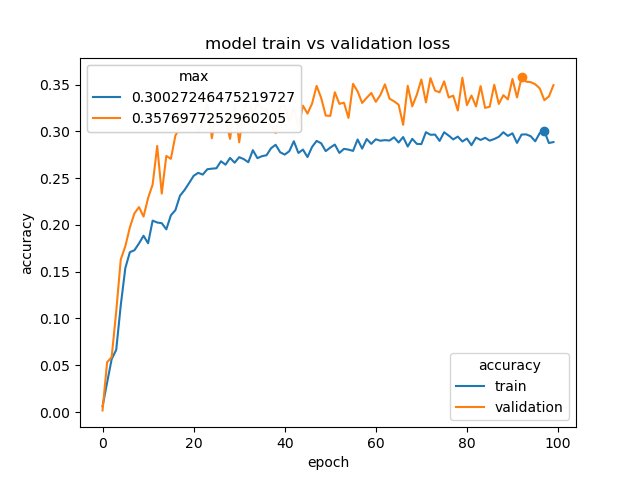 model train vs validation loss
max
0.30027246475219727
0.3576977252960205
accuracy
0.35
0.30
0.25
0.20
0.15
0.10
0.05
0.00
accuracy
train
validation
0
20
40
60
80
100
epoch